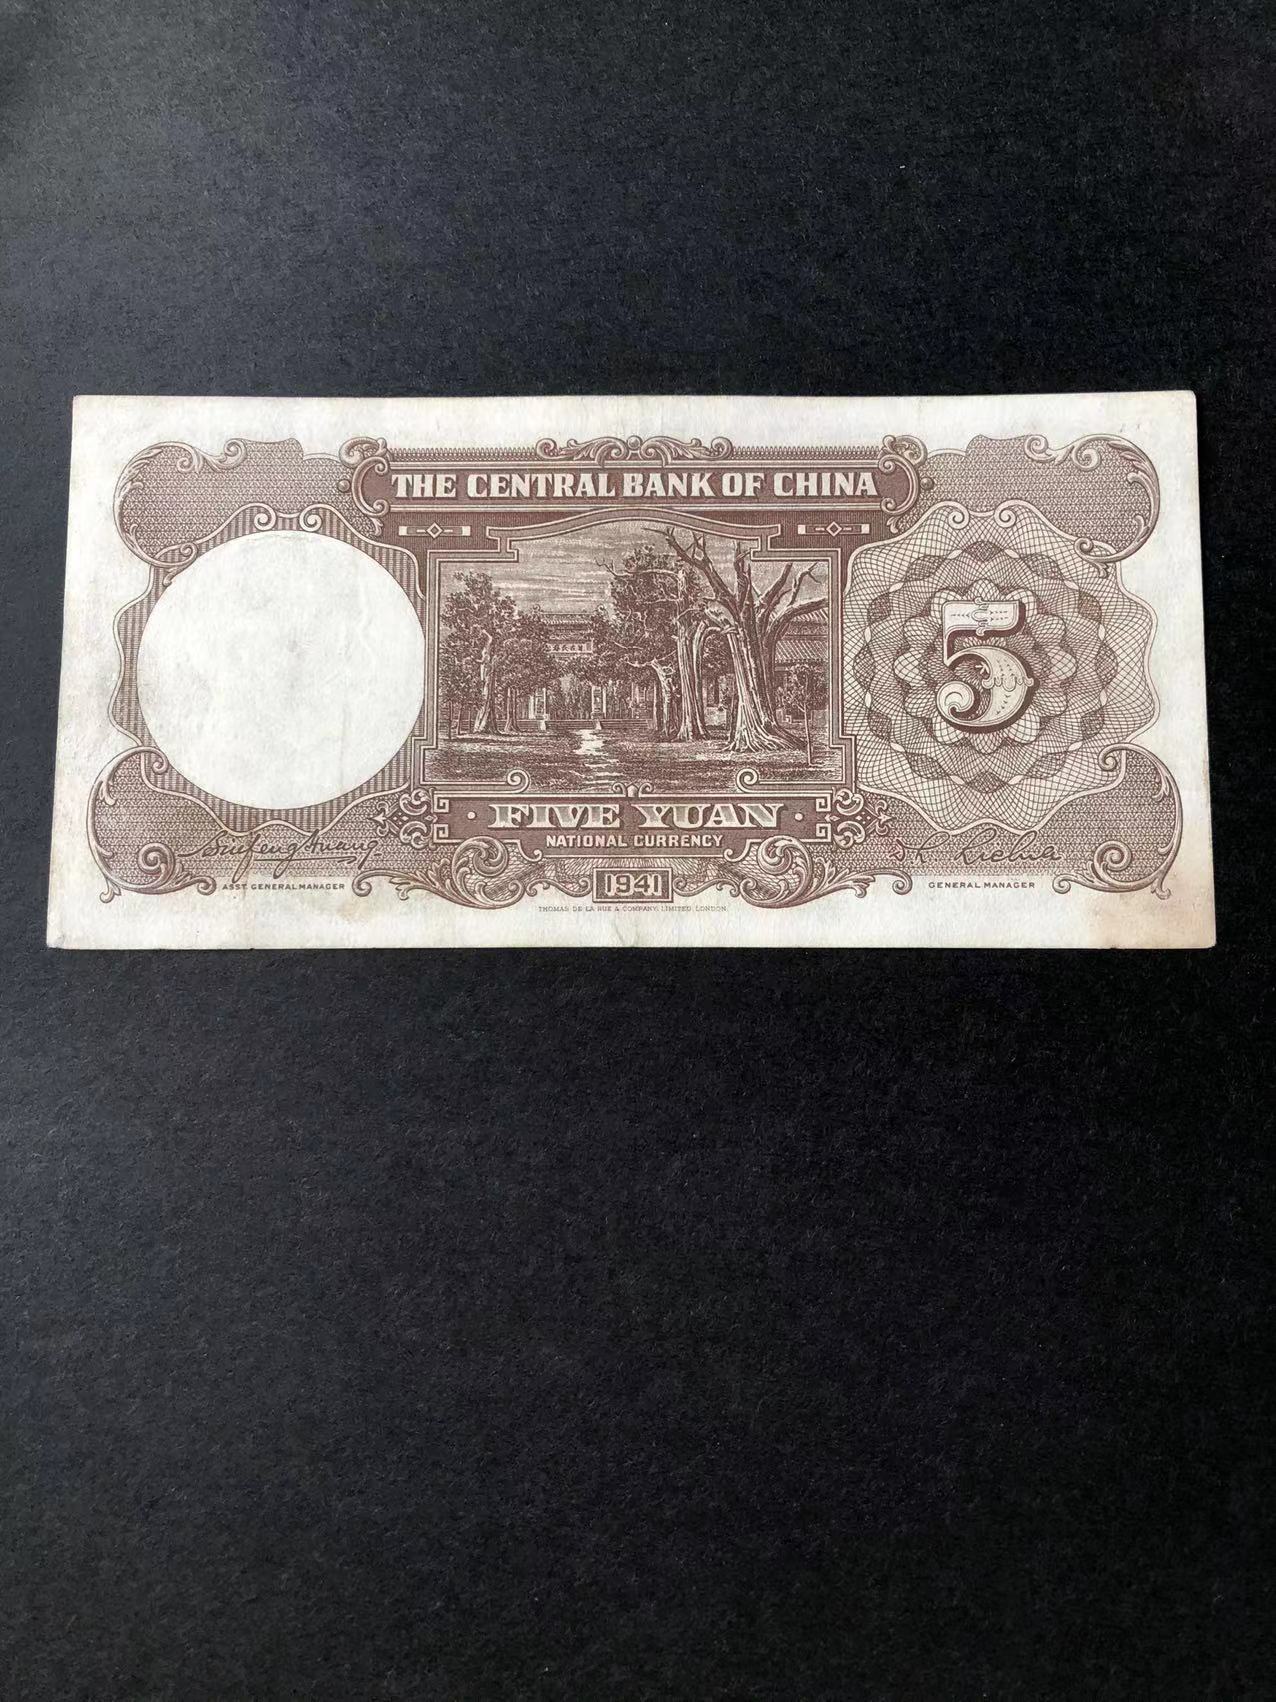 THE CENTRAL BANK OF CHINA
5
FIVE YUAN
NATIONAL CURRENCY
ASST. GENERAL MANAGER
1941
GENERAL MANAGER
THOMAS DE LA RUE & COMPANY, LIMITED, LONDON.